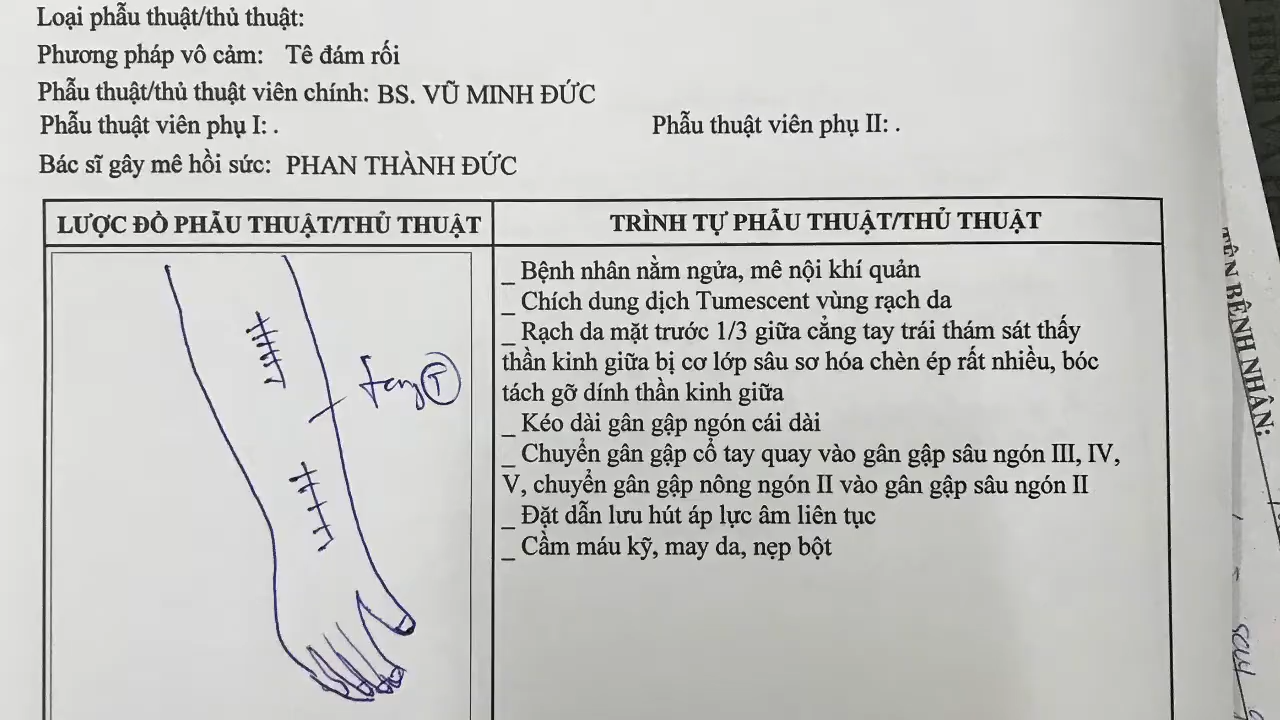 Loại phẫu thuật/thủ thuật:
Phương pháp vô cảm: Tê đám rối
Phẫu thuật/thủ thuật viên chính: BS. VŨ MINH ĐỨC
Phẫu thuật viên phụ I: .
Phẫu thuật viên phụ II: .
Bác sĩ gây mê hồi sức: PHAN THÀNH ĐỨC
LƯỢC ĐỒ PHẪU THUẬT/THỦ THUẬT
TRÌNH TỰ PHẪU THUẬT/THỦ THUẬT
_ Bệnh nhân nằm ngửa, mê nội khí quản
_ Chích dung dịch Tumescent vùng rạch da
_ Rạch da mặt trước 1/3 giữa cẳng tay trái thám sát thấy
thần kinh giữa bị cơ lớp sâu sơ hóa chèn ép rất nhiều, bóc
tách gỡ dính thần kinh giữa
_ Kéo dài gân gập ngón cái dài
_ Chuyển gân gập cổ tay quay vào gân gập sâu ngón III, IV,
V, chuyển gân gập nông ngón II vào gân gập sâu ngón II
_ Đặt dẫn lưu hút áp lực âm liên tục
_ Cầm máu kỹ, may da, nẹp bột
T
TÊN BỆNH NHÂN: